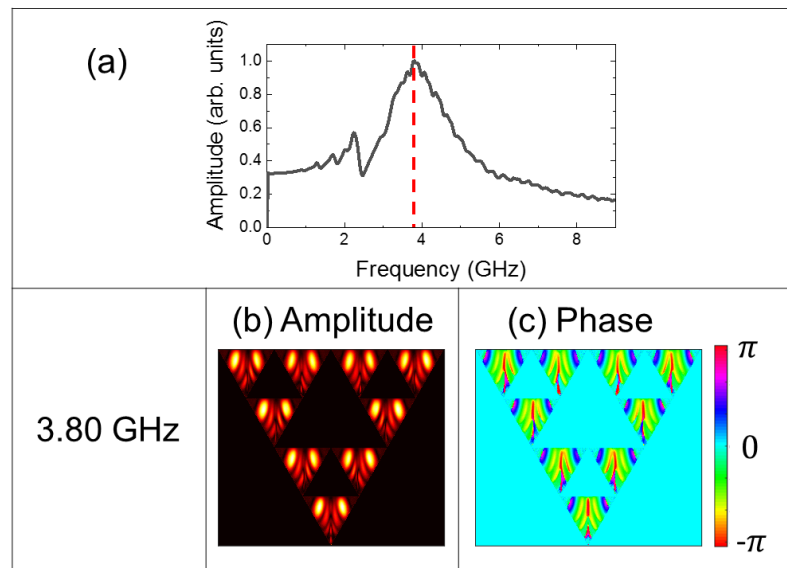 (a)
Amplitude (arb. units)
1.0
0.8
0.6
0.4
0.2
0.0
0 2 4 6 8
Frequency (GHz)
(b) Amplitude
(c) Phase
3.80 GHz
π
0
-π